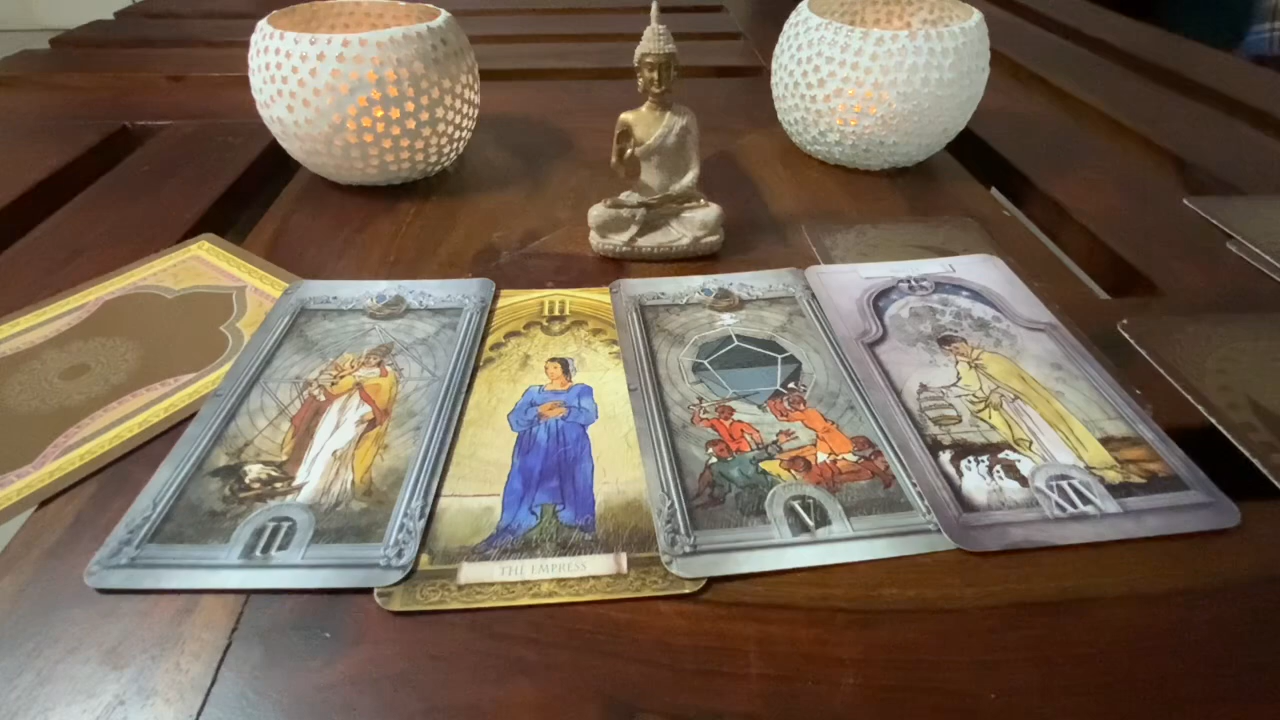 II
III
THE EMPRESS
V
XIV